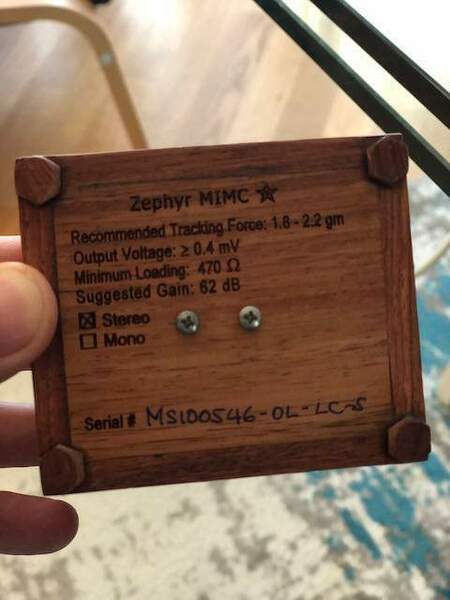 Zephyr MIMC ☆
Recommended Tracking Force: 1.8 - 2.2 gm
Output Voltage: ≥ 0.4 mV
Minimum Loading: 470 Ω
Suggested Gain: 62 dB
☒ Stereo
☐ Mono
Serial # MS100546-OL-LC-S